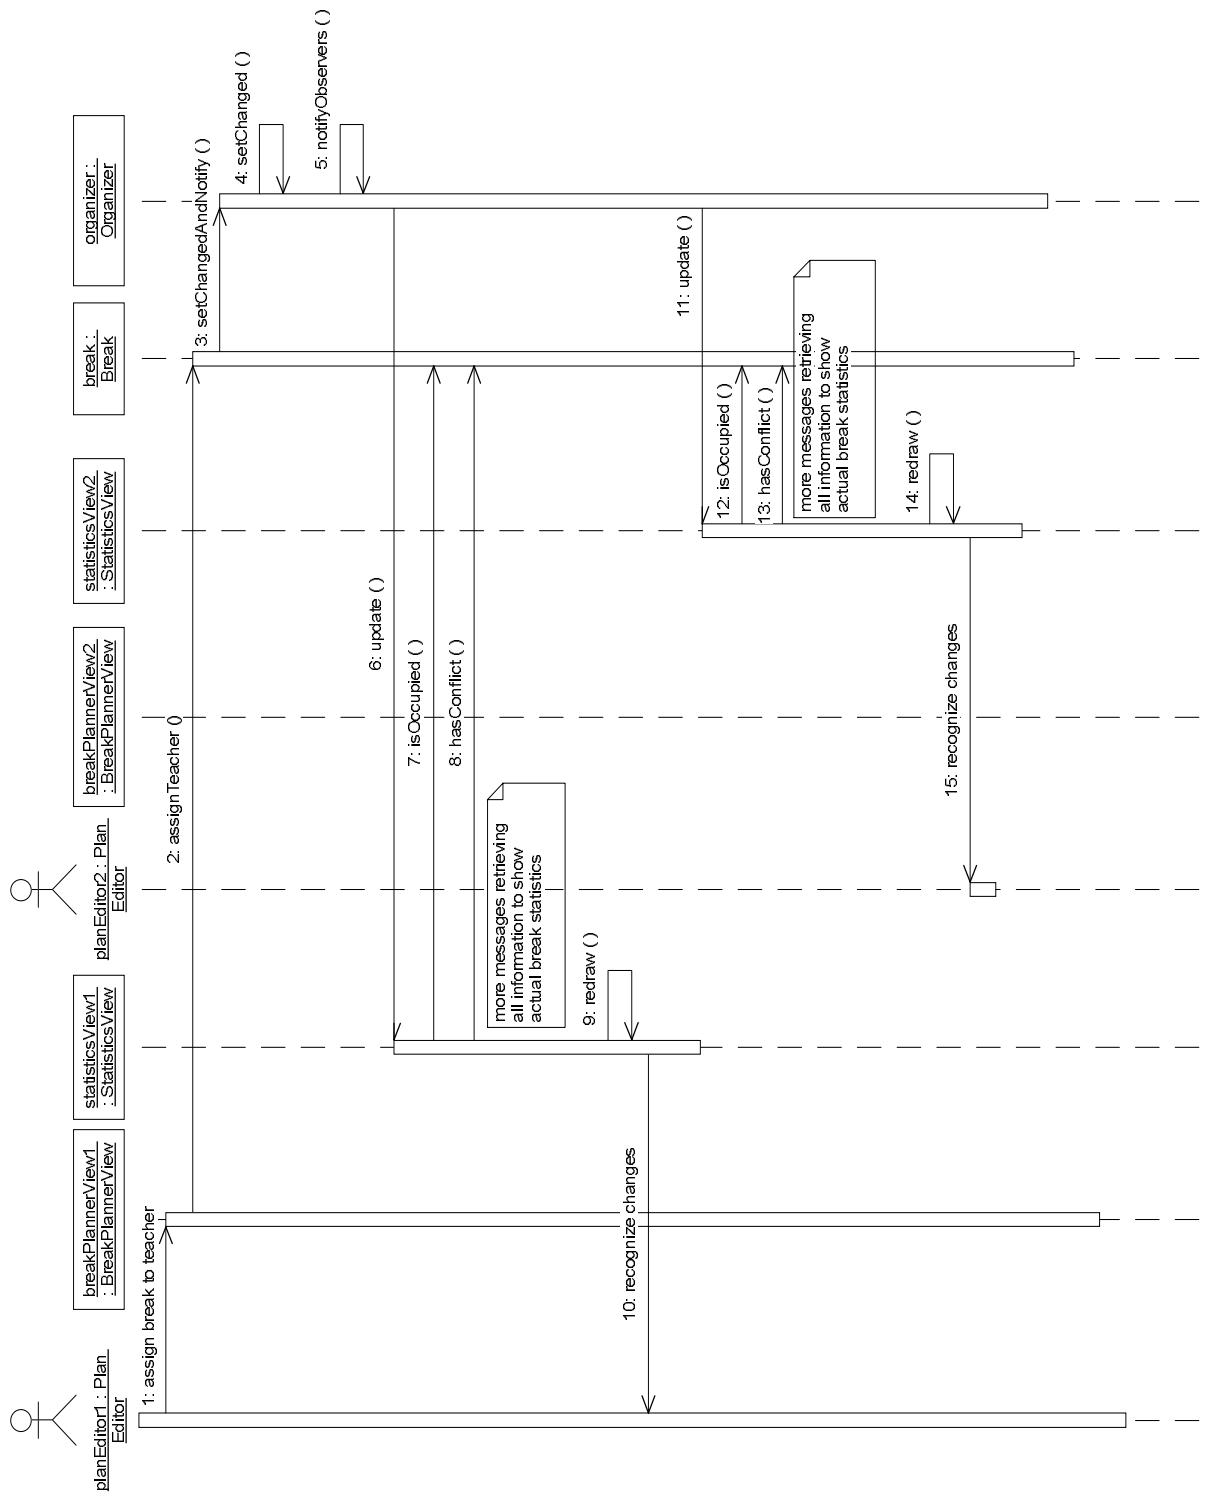 planEditor1 : Plan
Editor
breakPlannerView1
: BreakPlannerView
statisticsView1
: StatisticsView
planEditor2 : Plan
Editor
breakPlannerView2
: BreakPlannerView
statisticsView2
: StatisticsView
break :
Break
organizer :
Organizer
1: assign break to teacher
2: assignTeacher ()
3: setChangedAndNotify ( )
4: setChanged ( )
5: notifyObservers ( )
6: update ( )
7: isOccupied ( )
8: hasConflict ( )
more messages retrieving
all information to show
actual break statistics
9: redraw ( )
10: recognize changes
11: update ( )
12: isOccupied ( )
13: hasConflict ( )
more messages retrieving
all information to show
actual break statistics
14: redraw ( )
15: recognize changes